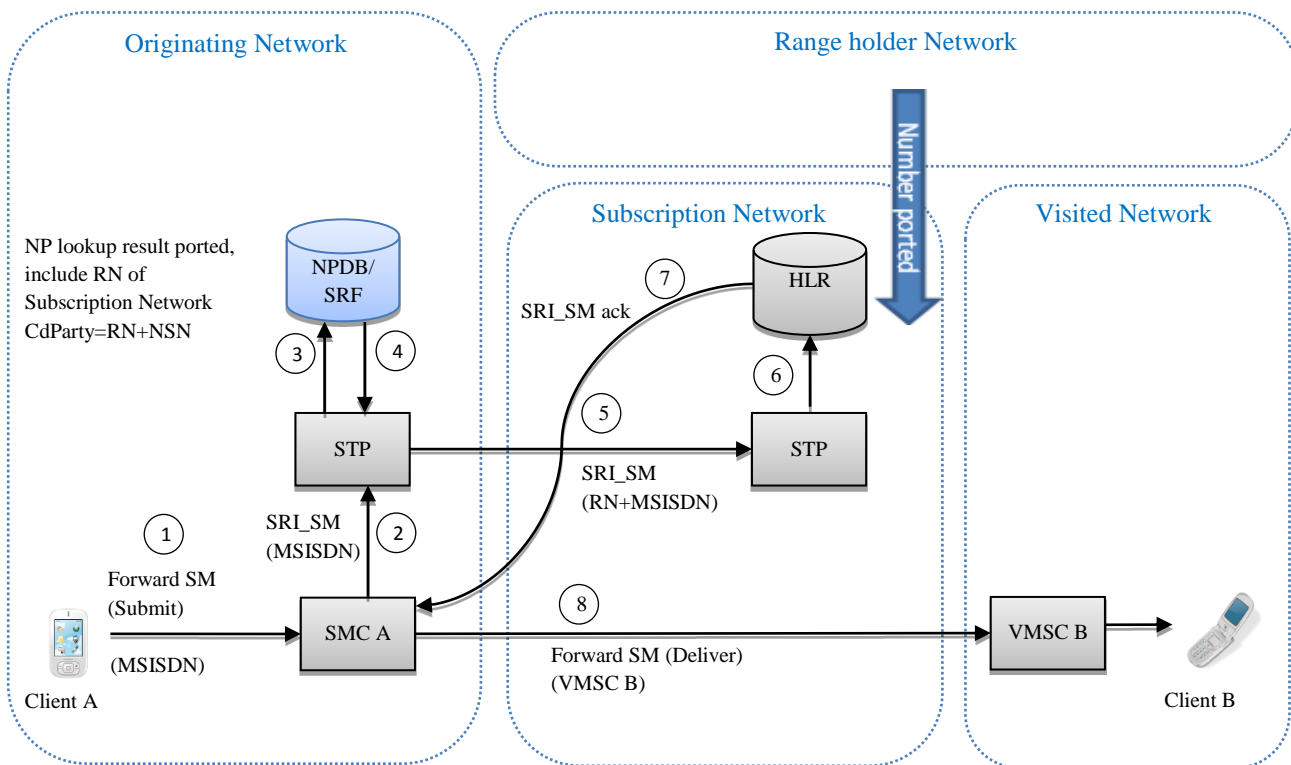 Originating Network
Range holder Network
Number ported
Subscription Network
Visited Network
NP lookup result ported,
include RN of
Subscription Network
CdParty=RN+NSN
NPDB/
SRF
HLR
7
SRI_SM ack
3
4
6
5
STP
STP
SRI_SM
(RN+MSISDN)
SRI_SM
(MSISDN)
2
1
Forward SM
(Submit)
(MSISDN)
Client A
SMC A
8
Forward SM (Deliver)
(VMSC B)
VMSC B
Client B